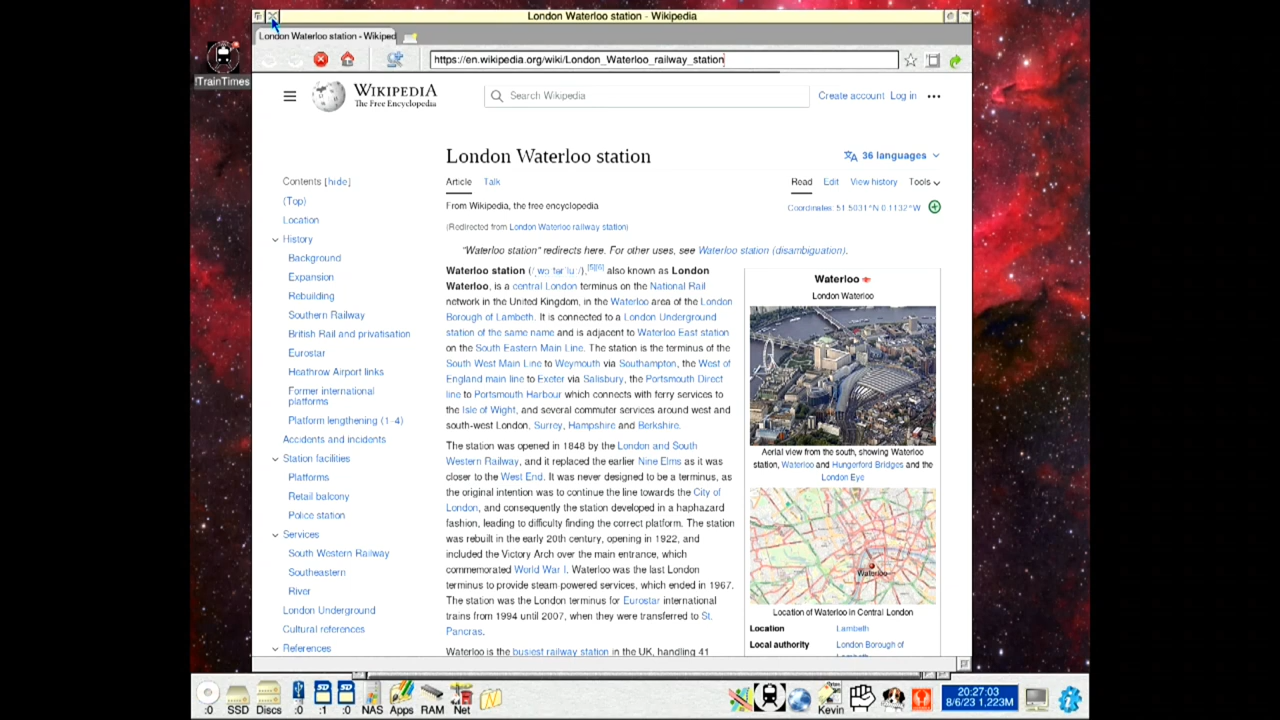 London Waterloo station - Wikipedia
London Waterloo station - Wikiped
https://en.wikipedia.org/wiki/London_Waterloo_railway_station
!TrainTimes
WIKIPEDIA
The Free Encyclopedia
Search Wikipedia
Create account Log in
London Waterloo station
36 languages
Article Talk
Read Edit View history Tools
From Wikipedia, the free encyclopedia
Coordinates: 51.5031°N 0.1132°W
(Redirected from London Waterloo railway station)
"Waterloo station" redirects here. For other uses, see Waterloo station (disambiguation).
Contents [hide]
(Top)
Location
History
Background
Expansion
Rebuilding
Southern Railway
British Rail and privatisation
Eurostar
Heathrow Airport links
Former international
platforms
Platform lengthening (1-4)
Accidents and incidents
Station facilities
Platforms
Retail balcony
Police station
Services
South Western Railway
Southeastern
River
London Underground
Cultural references
References
Waterloo station (/ˌwɔːtərˈluː/),[5][6] also known as London
Waterloo, is a central London terminus on the National Rail
network in the United Kingdom, in the Waterloo area of the London
Borough of Lambeth. It is connected to a London Underground
station of the same name and is adjacent to Waterloo East station
on the South Eastern Main Line. The station is the terminus of the
South West Main Line to Weymouth via Southampton, the West of
England main line to Exeter via Salisbury, the Portsmouth Direct
line to Portsmouth Harbour which connects with ferry services to
the Isle of Wight, and several commuter services around west and
south-west London, Surrey, Hampshire and Berkshire.
The station was opened in 1848 by the London and South
Western Railway, and it replaced the earlier Nine Elms as it was
closer to the West End. It was never designed to be a terminus, as
the original intention was to continue the line towards the City of
London, and consequently the station developed in a haphazard
fashion, leading to difficulty finding the correct platform. The station
was rebuilt in the early 20th century, opening in 1922, and
included the Victory Arch over the main entrance, which
commemorated World War I. Waterloo was the last London
terminus to provide steam-powered services, which ended in 1967.
The station was the London terminus for Eurostar international
trains from 1994 until 2007, when they were transferred to St.
Pancras.
Waterloo is the busiest railway station in the UK, handling 41
Waterloo
London Waterloo
Aerial view from the south, showing Waterloo
station, Waterloo and Hungerford Bridges and the
London Eye
Waterloo
Location of Waterloo in Central London
Location Lambeth
Local authority London Borough of
:0 SSD Discs :0 :1 :0 NAS Apps RAM Net
Kevin
20:27:03
8/6/23 1,223M